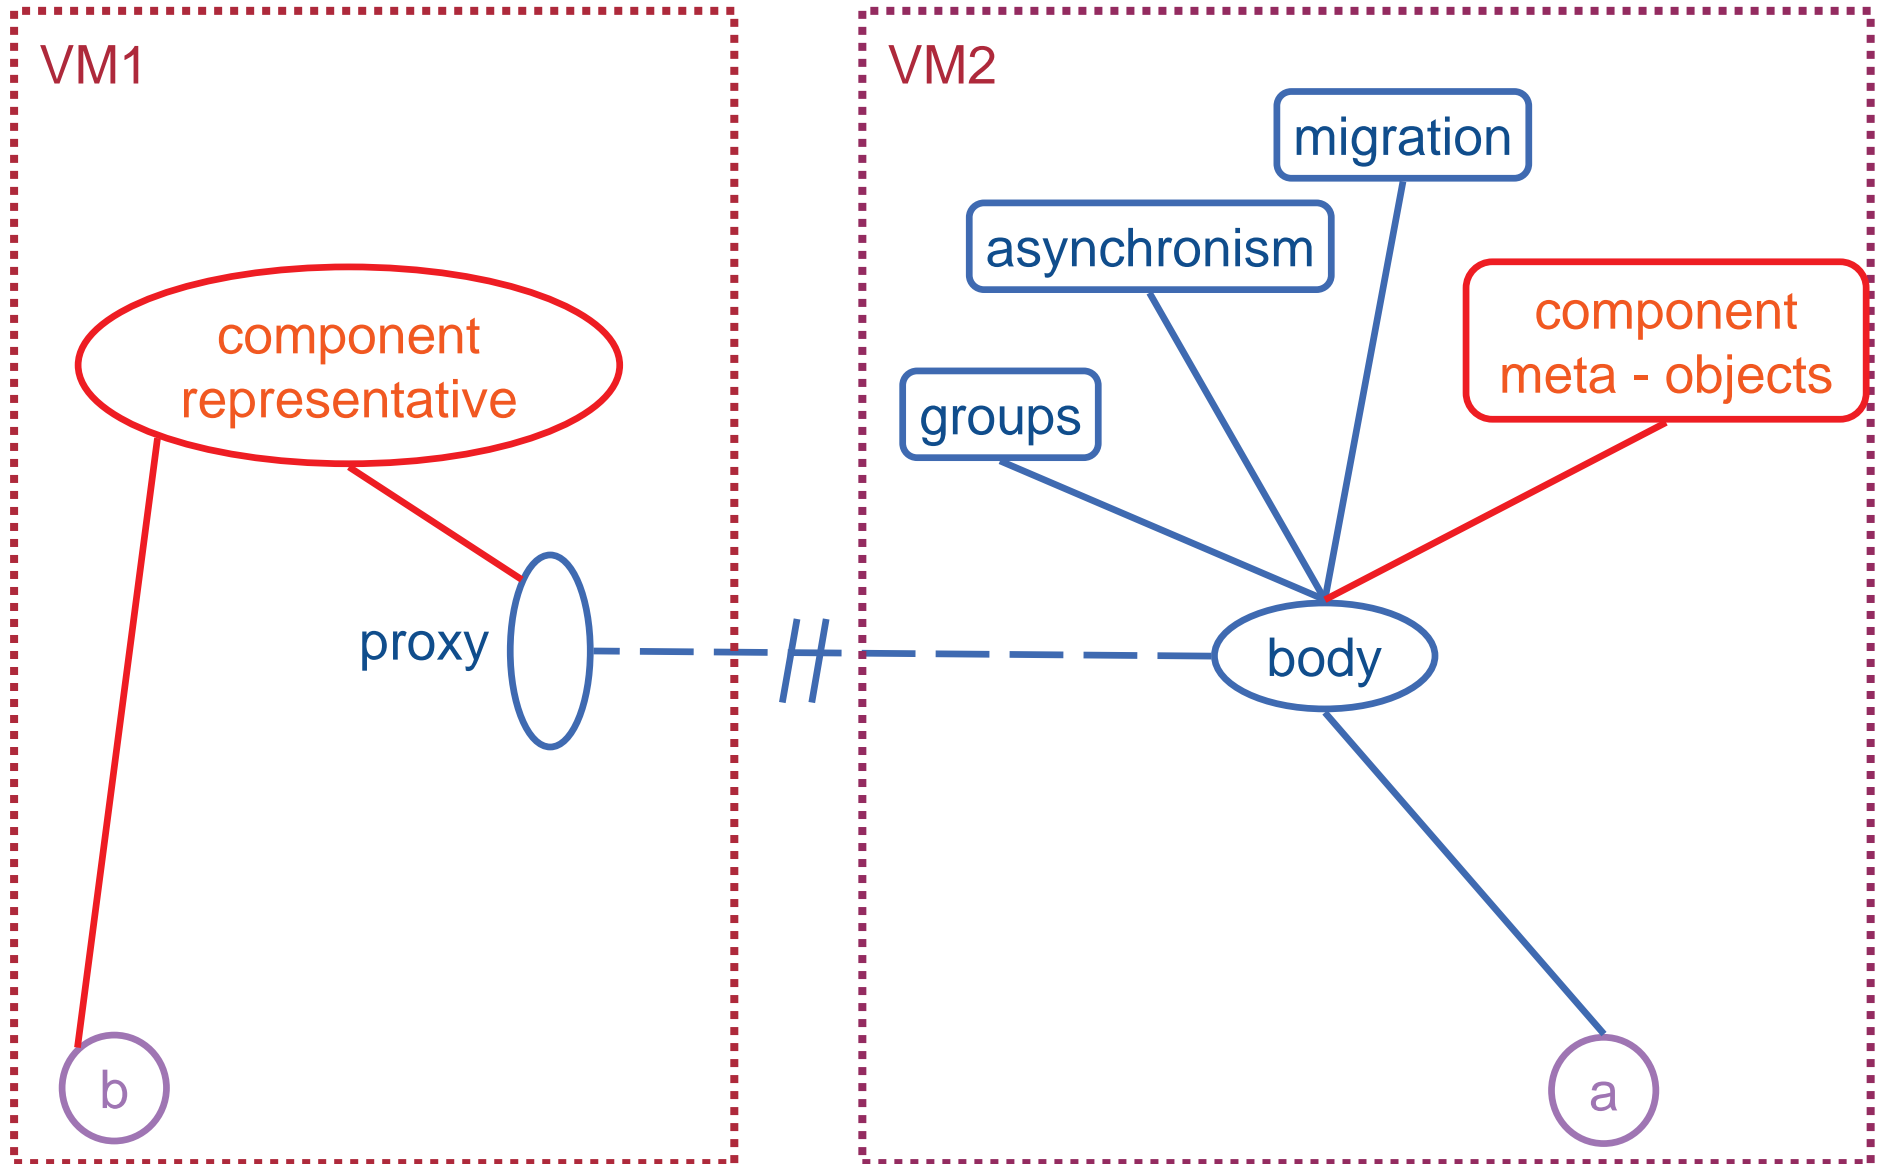 VM1
component
representative
proxy
b
VM2
migration
asynchronism
component
meta - objects
groups
body
a